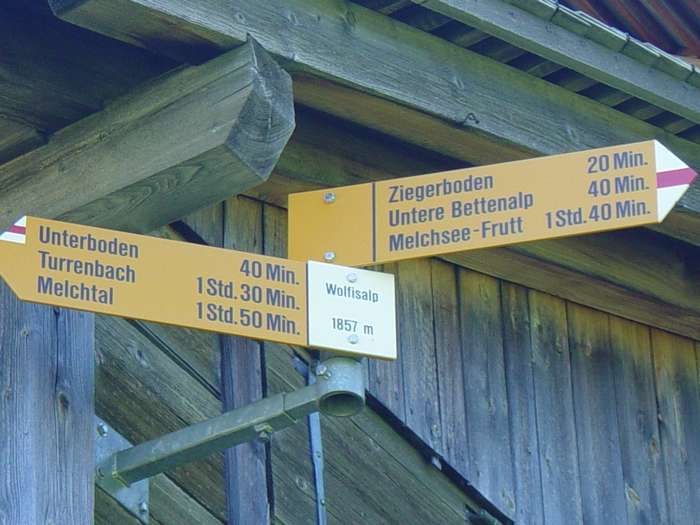 Unterboden 40 Min.
Turrenbach 1 Std. 30 Min.
Melchtal 1 Std. 50 Min.
Wolfisalp
1857 m
Ziegerboden 20 Min.
Untere Bettenalp 40 Min.
Melchsee-Frutt 1 Std. 40 Min.